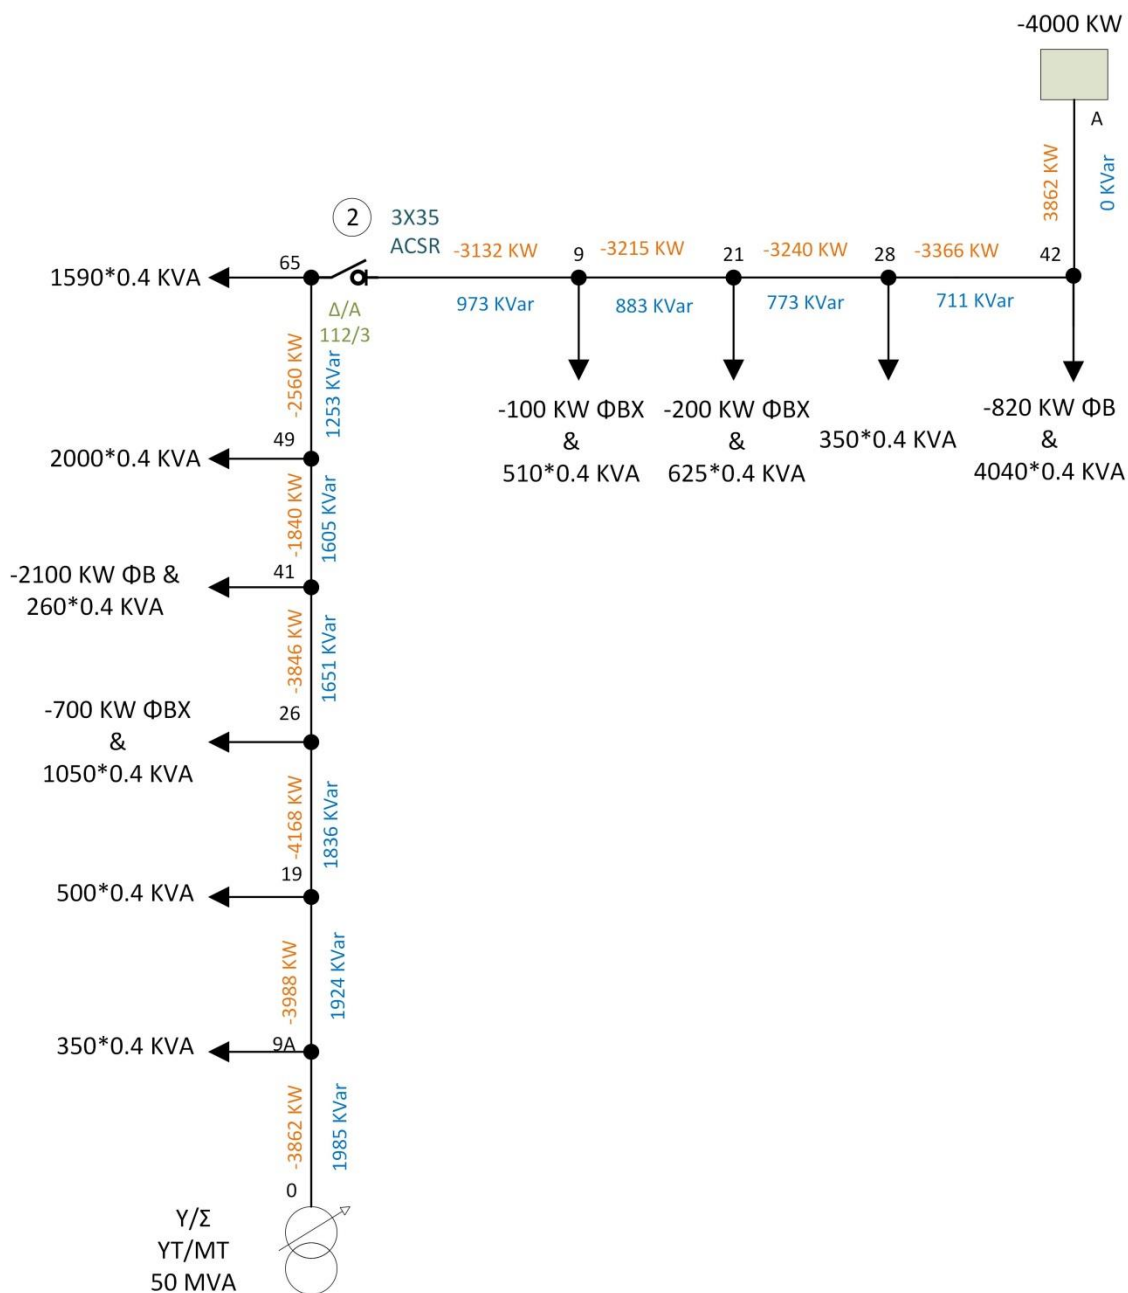 -4000 KW
A
3862 KW
0 KVar
2
3X35
ACSR
65
-3132 KW
9
-3215 KW
21
-3240 KW
28
-3366 KW
42
1590*0.4 KVA
Δ/Α
112/3
973 KVar
883 KVar
773 KVar
711 KVar
-100 KW ΦΒΧ
&
510*0.4 KVA
-200 KW ΦΒΧ
&
625*0.4 KVA
350*0.4 KVA
-820 KW ΦΒ
&
4040*0.4 KVA
-2560 KW
1253 KVar
49
2000*0.4 KVA
-1840 KW
1605 KVar
41
-2100 KW ΦΒ &
260*0.4 KVA
-3846 KW
1651 KVar
26
-700 KW ΦΒΧ
&
1050*0.4 KVA
-4168 KW
1836 KVar
19
500*0.4 KVA
-3988 KW
1924 KVar
9A
350*0.4 KVA
-3862 KW
1985 KVar
0
Υ/Σ
ΥΤ/ΜΤ
50 MVA